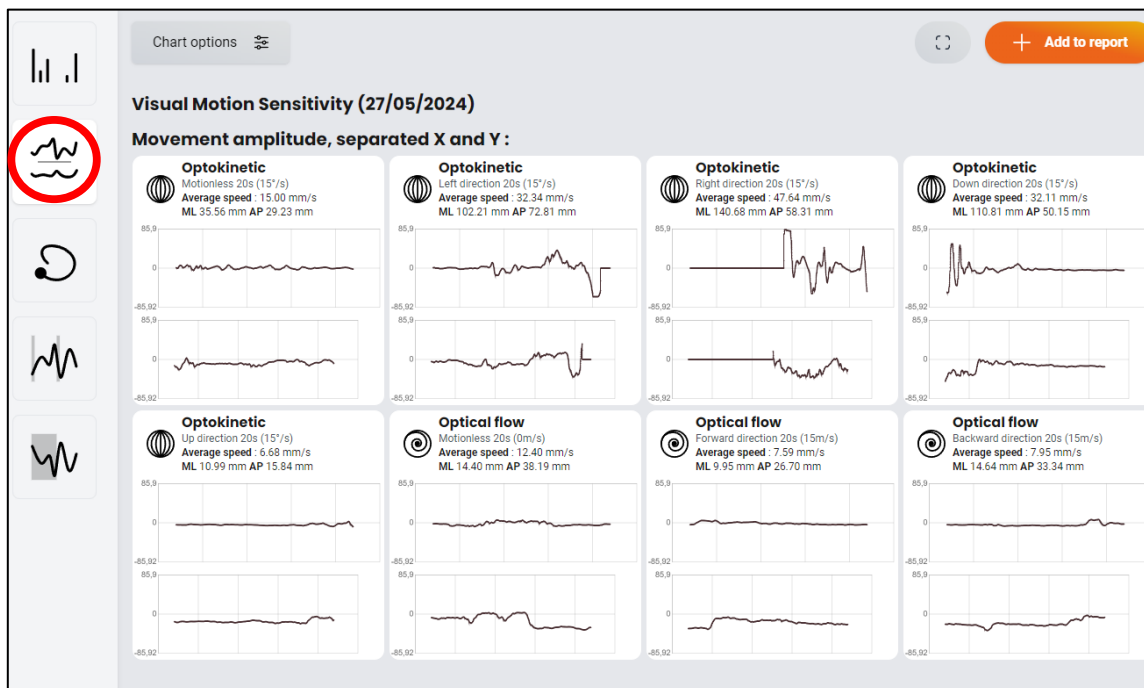 Chart options
Add to report
Visual Motion Sensitivity (27/05/2024)
Movement amplitude, separated X and Y :
Optokinetic
Motionless 20s (15°/s)
Average speed : 15.00 mm/s
ML 35.56 mm AP 29.23 mm
85,9
0
-85,92
85,9
0
-85,92
Optokinetic
Left direction 20s (15°/s)
Average speed : 32.34 mm/s
ML 102.21 mm AP 72.81 mm
85,9
0
-85,92
85,9
0
-85,92
Optokinetic
Right direction 20s (15°/s)
Average speed : 47.64 mm/s
ML 140.68 mm AP 58.31 mm
85,9
0
-85,92
85,9
0
-85,92
Optokinetic
Down direction 20s (15°/s)
Average speed : 32.11 mm/s
ML 110.81 mm AP 50.15 mm
85,9
0
-85,92
85,9
0
-85,92
Optokinetic
Up direction 20s (15°/s)
Average speed : 6.68 mm/s
ML 10.99 mm AP 15.84 mm
85,9
0
-85,92
85,9
0
-85,92
Optical flow
Motionless 20s (0m/s)
Average speed : 12.40 mm/s
ML 14.40 mm AP 38.19 mm
85,9
0
-85,92
85,9
0
-85,92
Optical flow
Forward direction 20s (15m/s)
Average speed : 7.59 mm/s
ML 9.95 mm AP 26.70 mm
85,9
0
-85,92
85,9
0
-85,92
Optical flow
Backward direction 20s (15m/s)
Average speed : 7.95 mm/s
ML 14.64 mm AP 33.34 mm
85,9
0
-85,92
85,9
0
-85,92